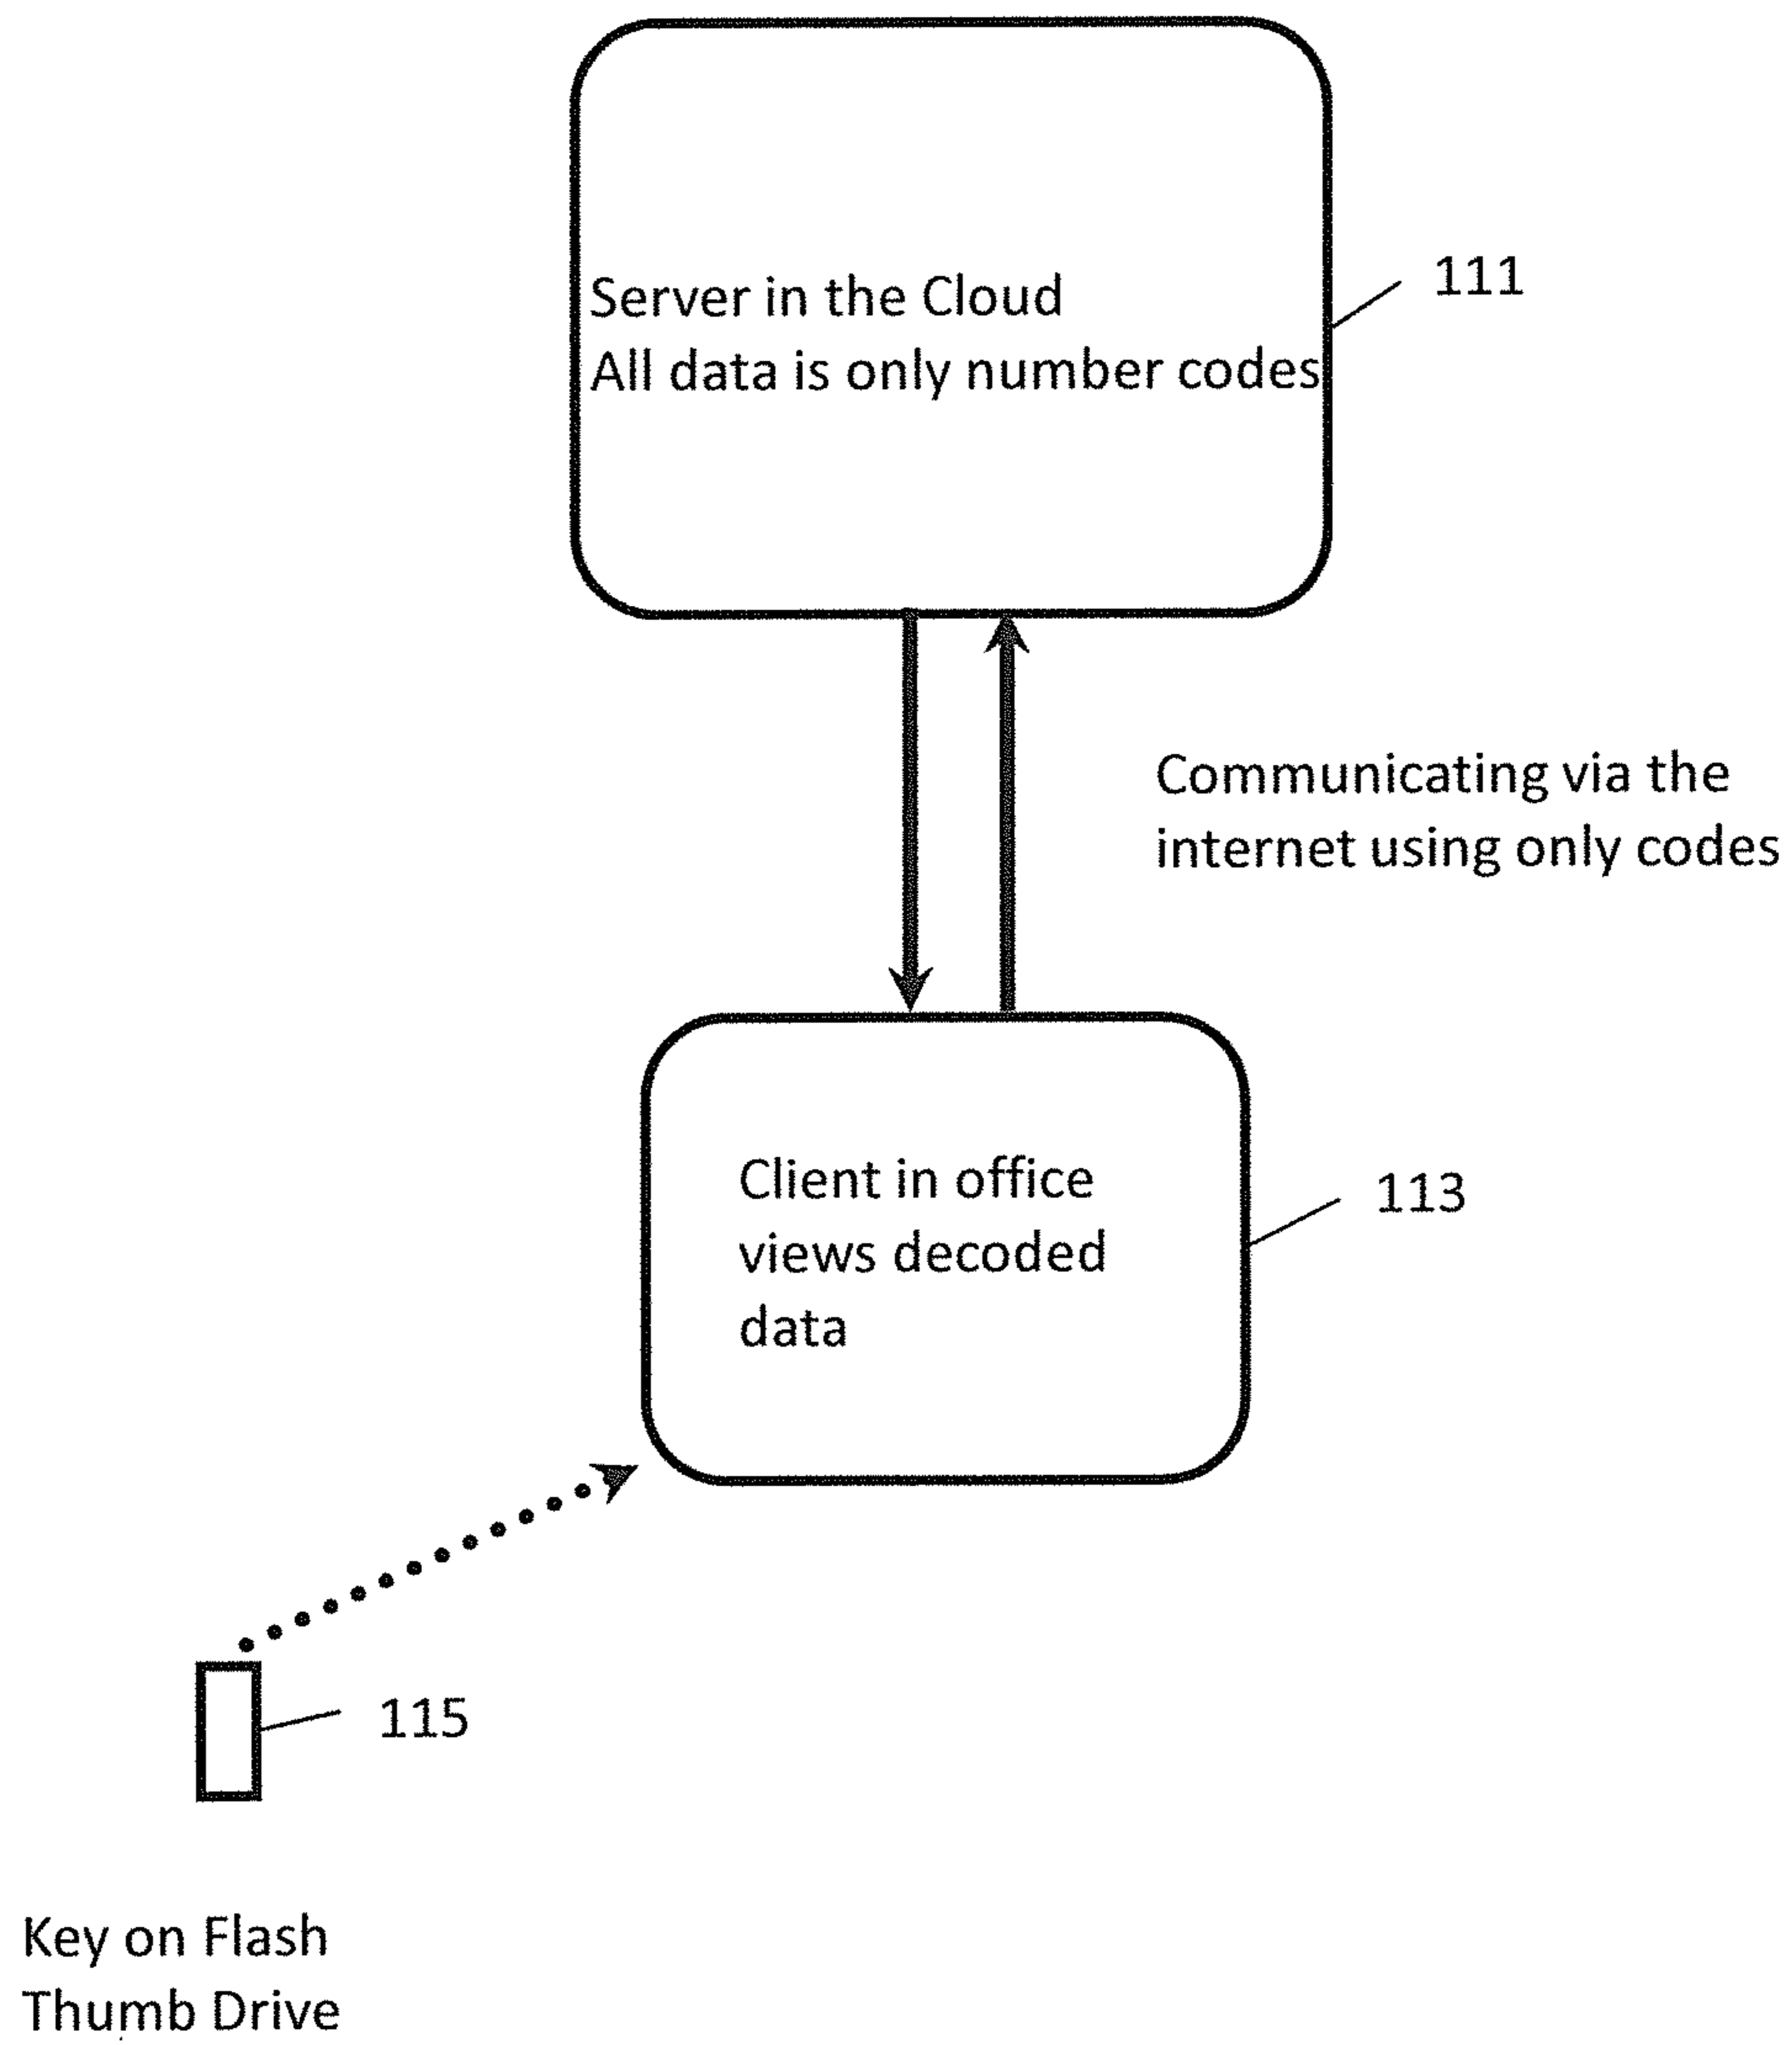 Server in the Cloud
All data is only number codes
111
Communicating via the
internet using only codes
Client in office
views decoded
data
113
115
Key on Flash
Thumb Drive